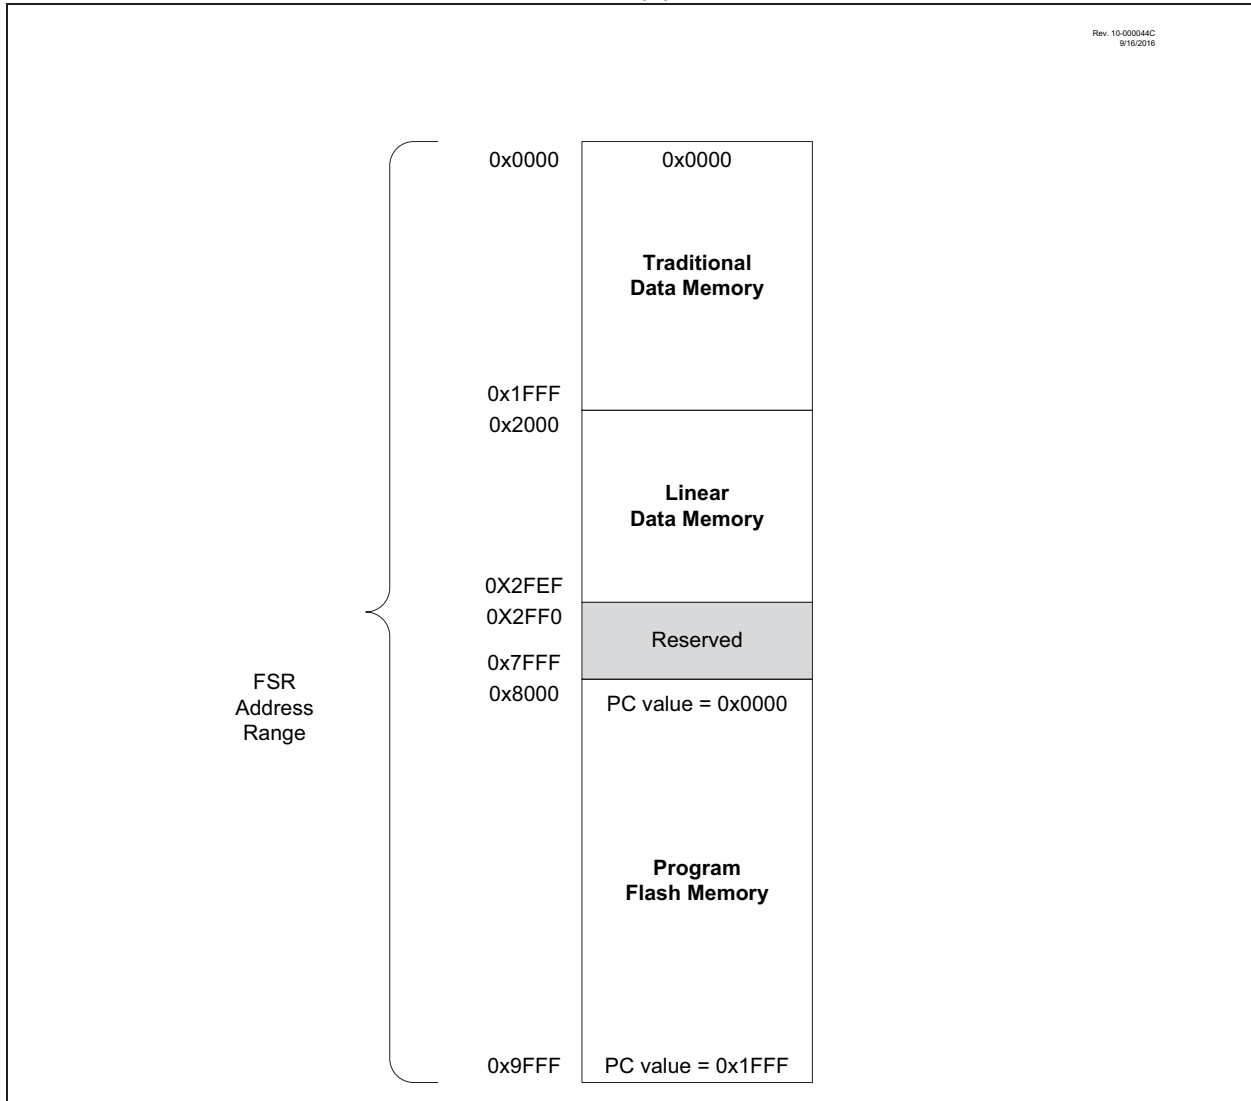 Rev. 10-000044C
9/16/2016
0x0000
0x0000
Traditional
Data Memory
0x1FFF
0x2000
Linear
Data Memory
0X2FEF
0X2FF0
Reserved
0x7FFF
FSR
Address
Range
0x8000
PC value = 0x0000
Program
Flash Memory
0x9FFF
PC value = 0x1FFF